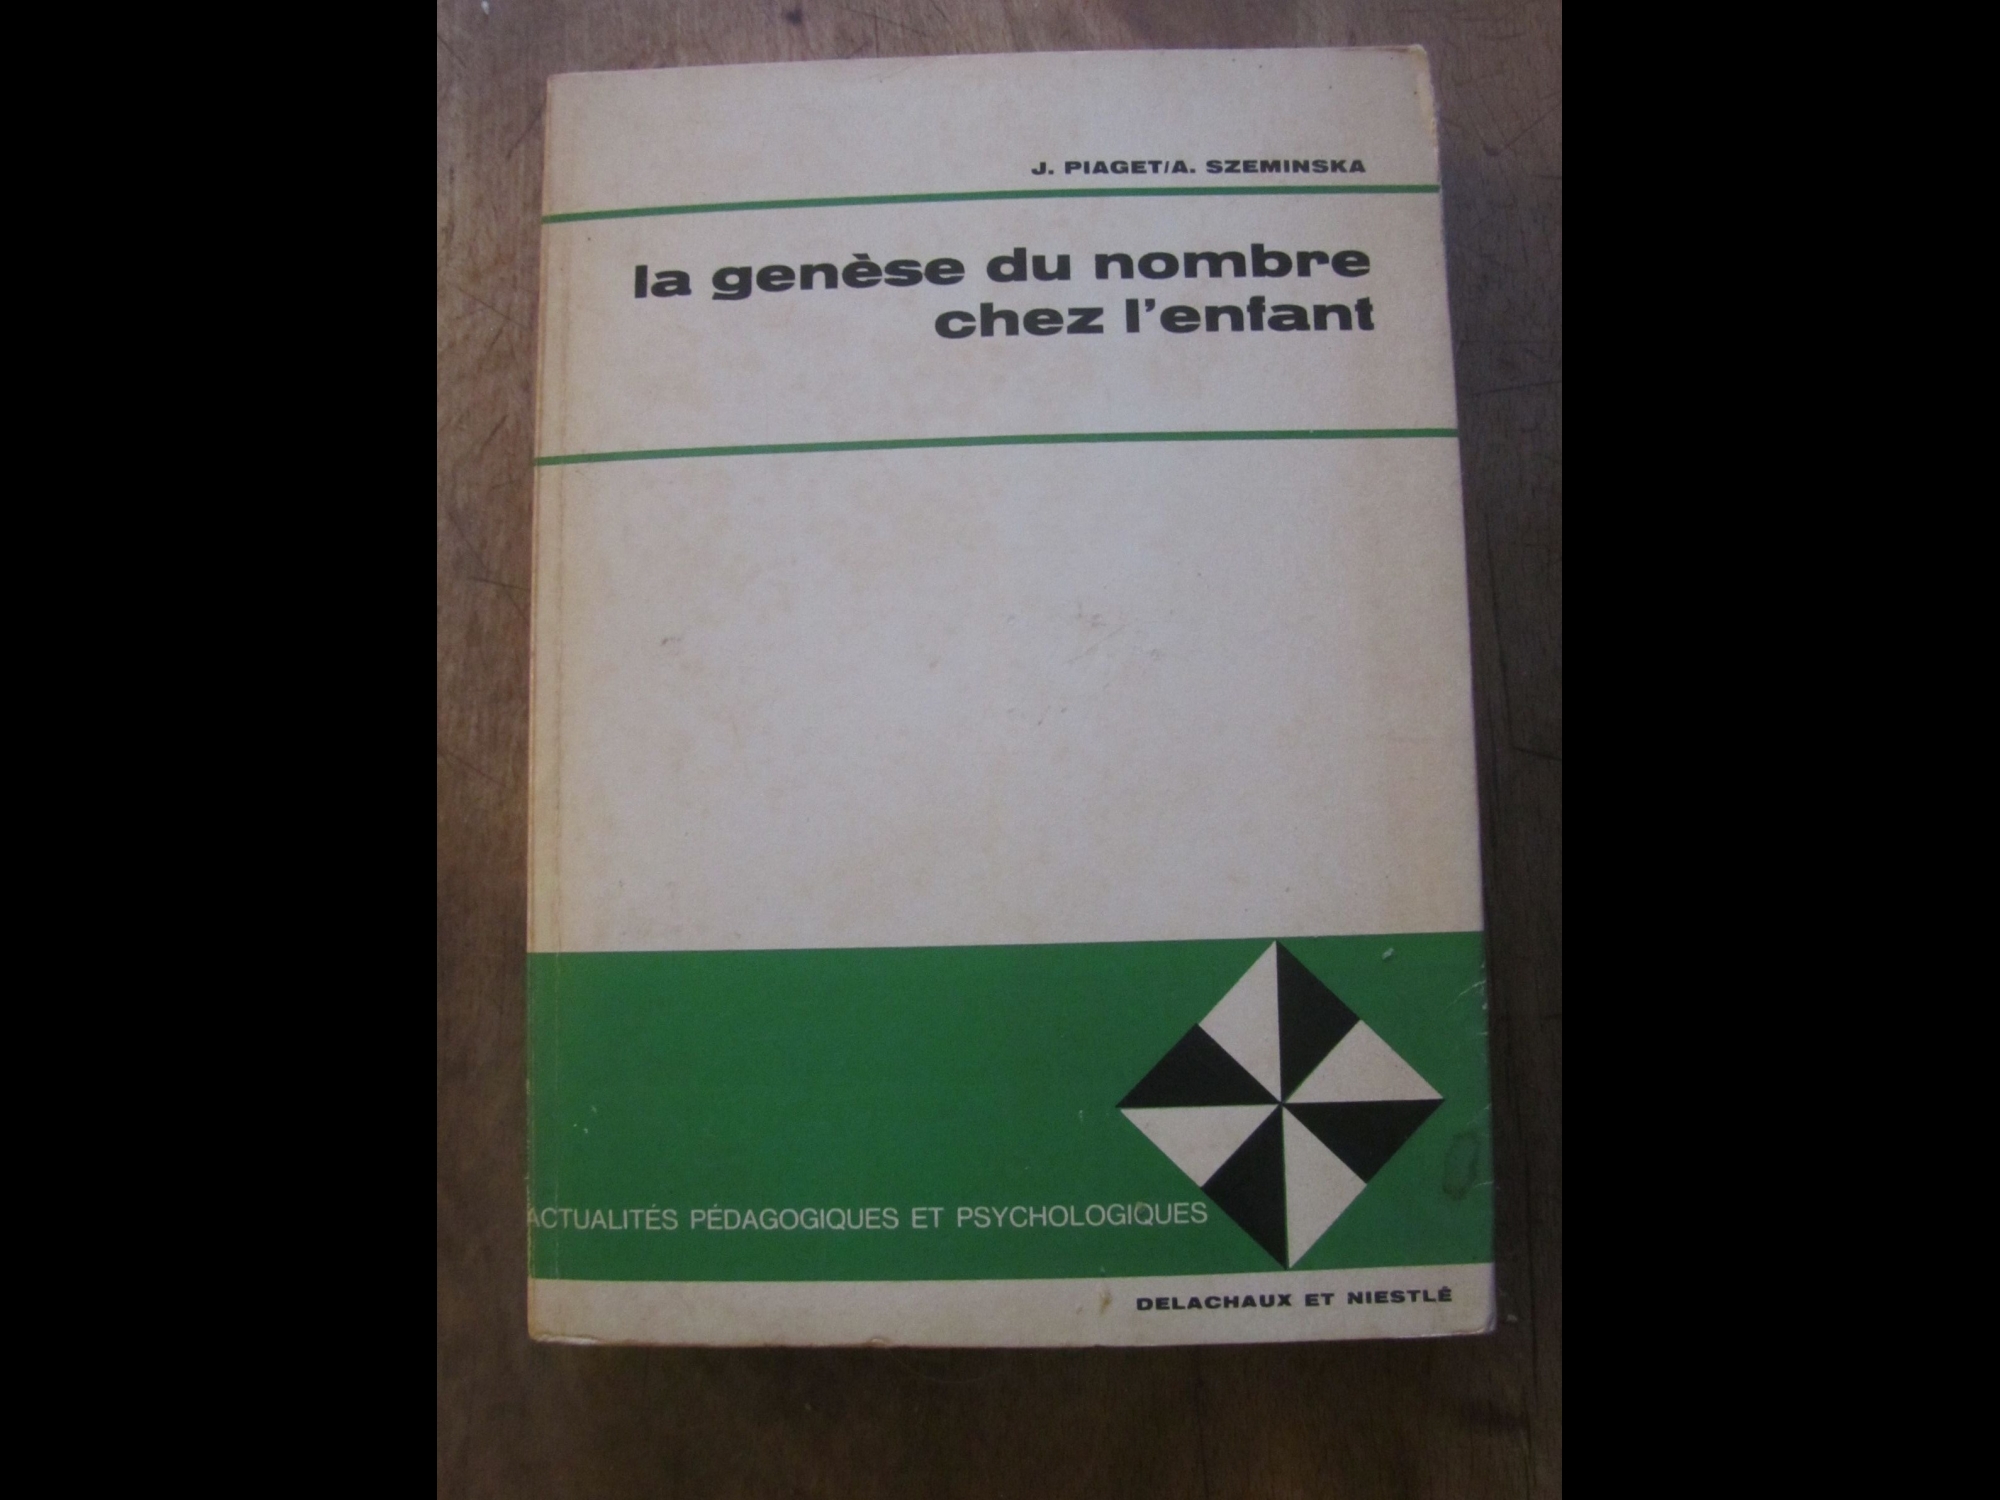 J. PIAGET/A. SZEMINSKA
la genèse du nombre
chez l'enfant
ACTUALITÉS PÉDAGOGIQUES ET PSYCHOLOGIQUES
DELACHAUX ET NIESTLÉ